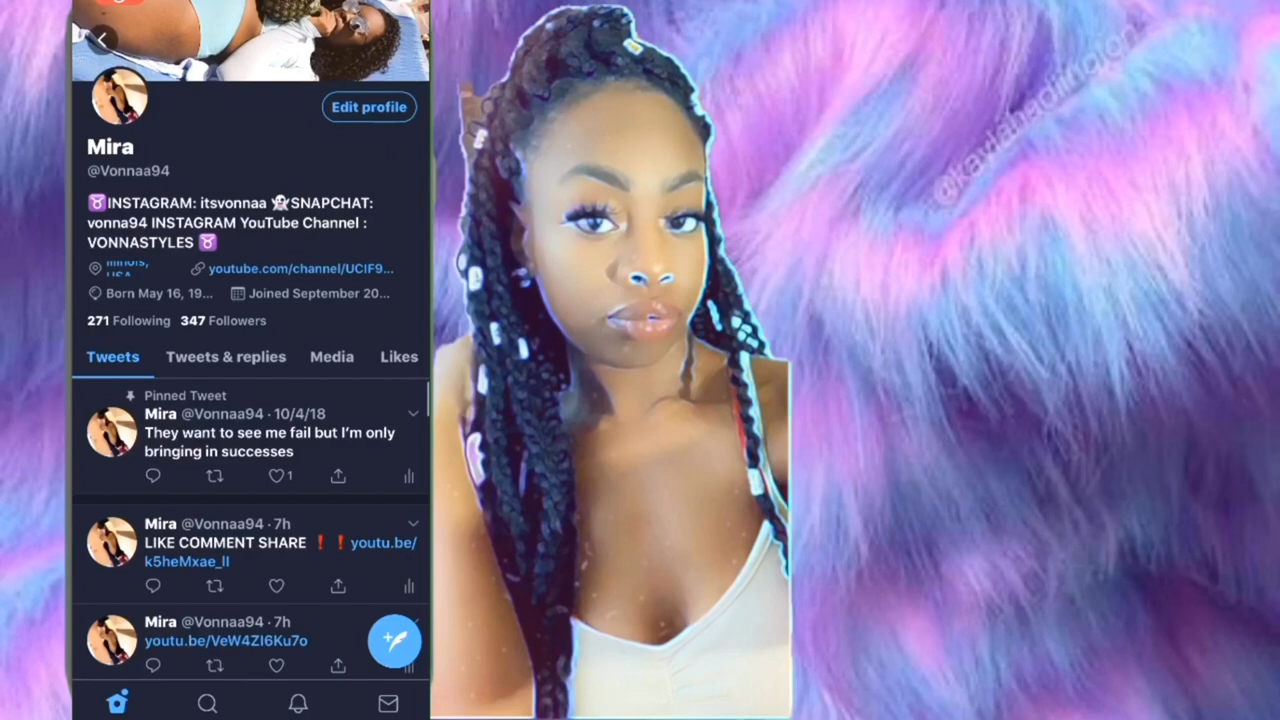 Edit profile
Mira
@Vonnaa94
♉INSTAGRAM: itsvonnaa 👻SNAPCHAT:
vonna94 INSTAGRAM YouTube Channel :
VONNASTYLES ♉
Illinois, USA youtube.com/channel/UCIF9...
Born May 16, 19... Joined September 20...
271 Following 347 Followers
Tweets Tweets & replies Media Likes
Pinned Tweet
Mira @Vonnaa94 · 10/4/18
They want to see me fail but I’m only
bringing in successes
1
Mira @Vonnaa94 · 7h
LIKE COMMENT SHARE ❗❗youtu.be/
k5heMxae_lI
Mira @Vonnaa94 · 7h
youtu.be/VeW4ZI6Ku7o